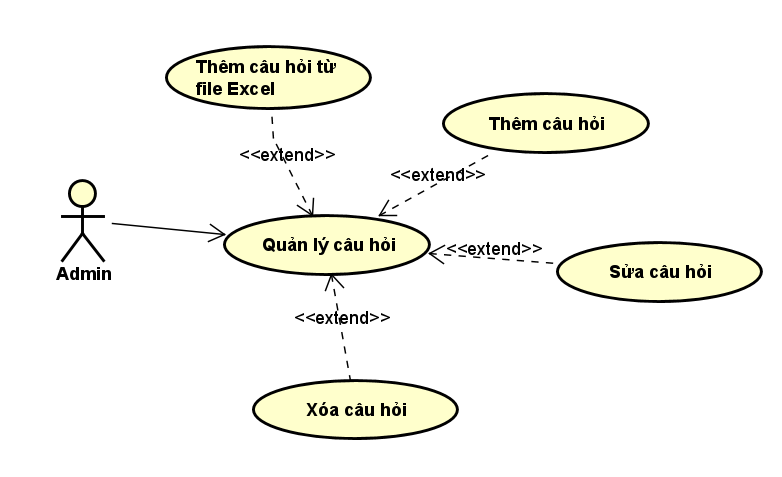 Thêm câu hỏi từ
file Excel
Thêm câu hỏi
<<extend>>
<<extend>>
Quản lý câu hỏi
<<extend>>
Sửa câu hỏi
Admin
<<extend>>
Xóa câu hỏi